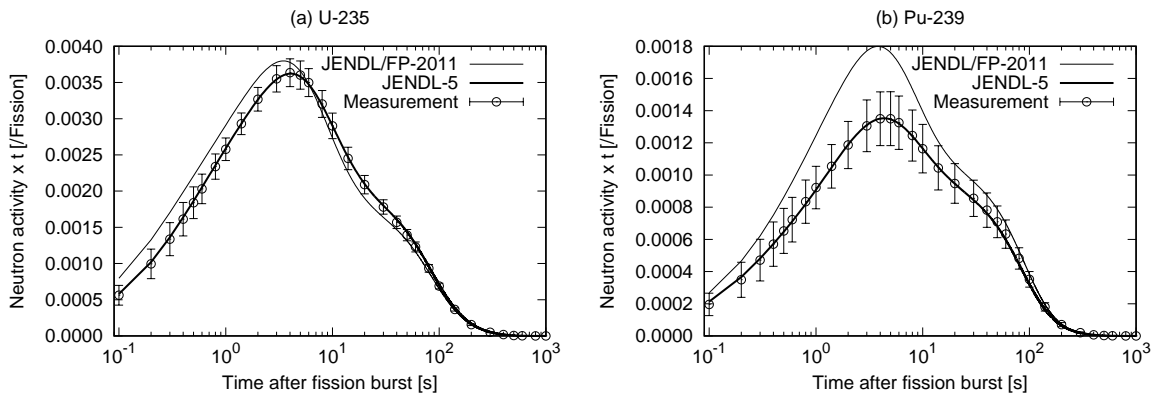 (a) U-235
Neutron activity x t [/Fission]
0.0040
0.0035
0.0030
0.0025
0.0020
0.0015
0.0010
0.0005
0.0000
JENDL/FP-2011
JENDL-5
Measurement
10^-1 10^0 10^1 10^2 10^3
Time after fission burst [s]
(b) Pu-239
Neutron activity x t [/Fission]
0.0018
0.0016
0.0014
0.0012
0.0010
0.0008
0.0006
0.0004
0.0002
0.0000
JENDL/FP-2011
JENDL-5
Measurement
10^-1 10^0 10^1 10^2 10^3
Time after fission burst [s]